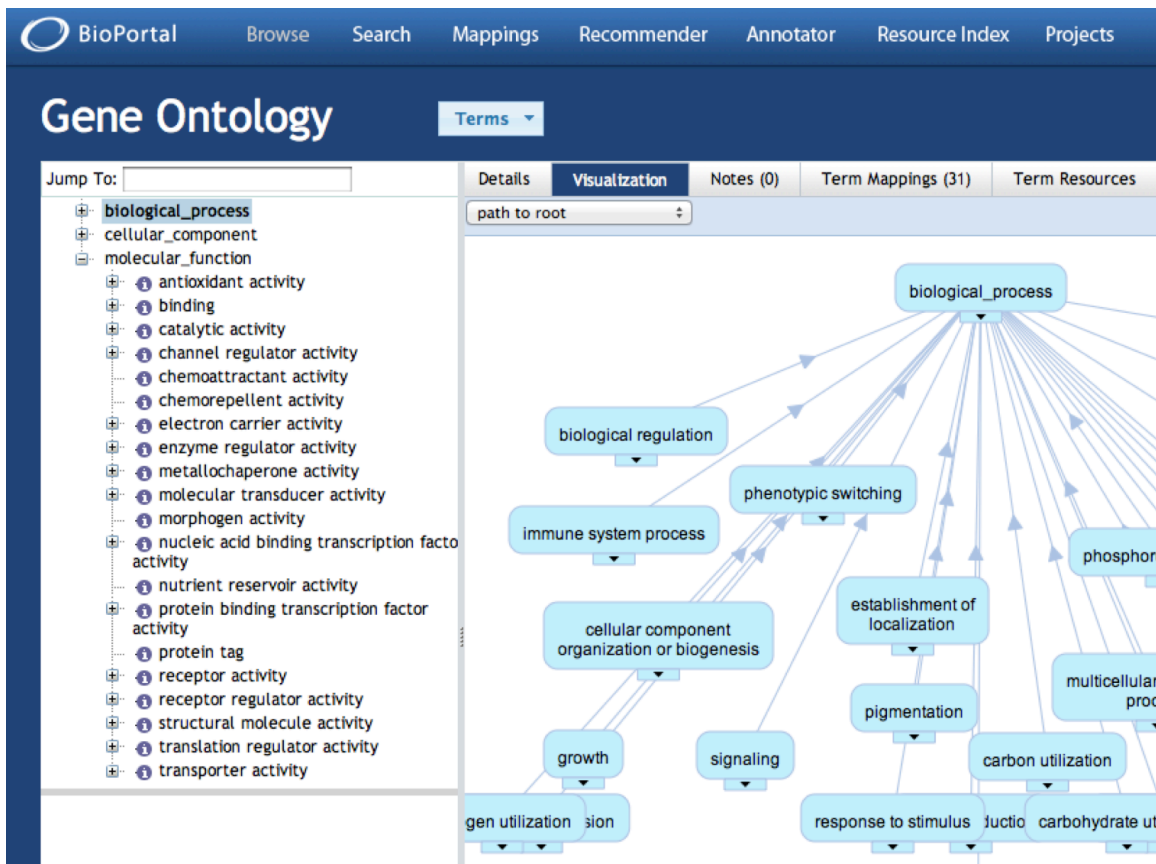 BioPortal Browse Search Mappings Recommender Annotator Resource Index Projects
Gene Ontology Terms
Jump To:
biological_process
cellular_component
molecular_function
antioxidant activity
binding
catalytic activity
channel regulator activity
chemoattractant activity
chemorepellent activity
electron carrier activity
enzyme regulator activity
metallochaperone activity
molecular transducer activity
morphogen activity
nucleic acid binding transcription facto
activity
nutrient reservoir activity
protein binding transcription factor
activity
protein tag
receptor activity
receptor regulator activity
structural molecule activity
translation regulator activity
transporter activity
Details Visualization Notes (0) Term Mappings (31) Term Resources
path to root
biological_process
biological regulation
phenotypic switching
immune system process
phosphor
establishment of
localization
cellular component
organization or biogenesis
multicellular
proc
pigmentation
growth
signaling
carbon utilization
gen utilization
sion
response to stimulus
ductio
carbohydrate ut